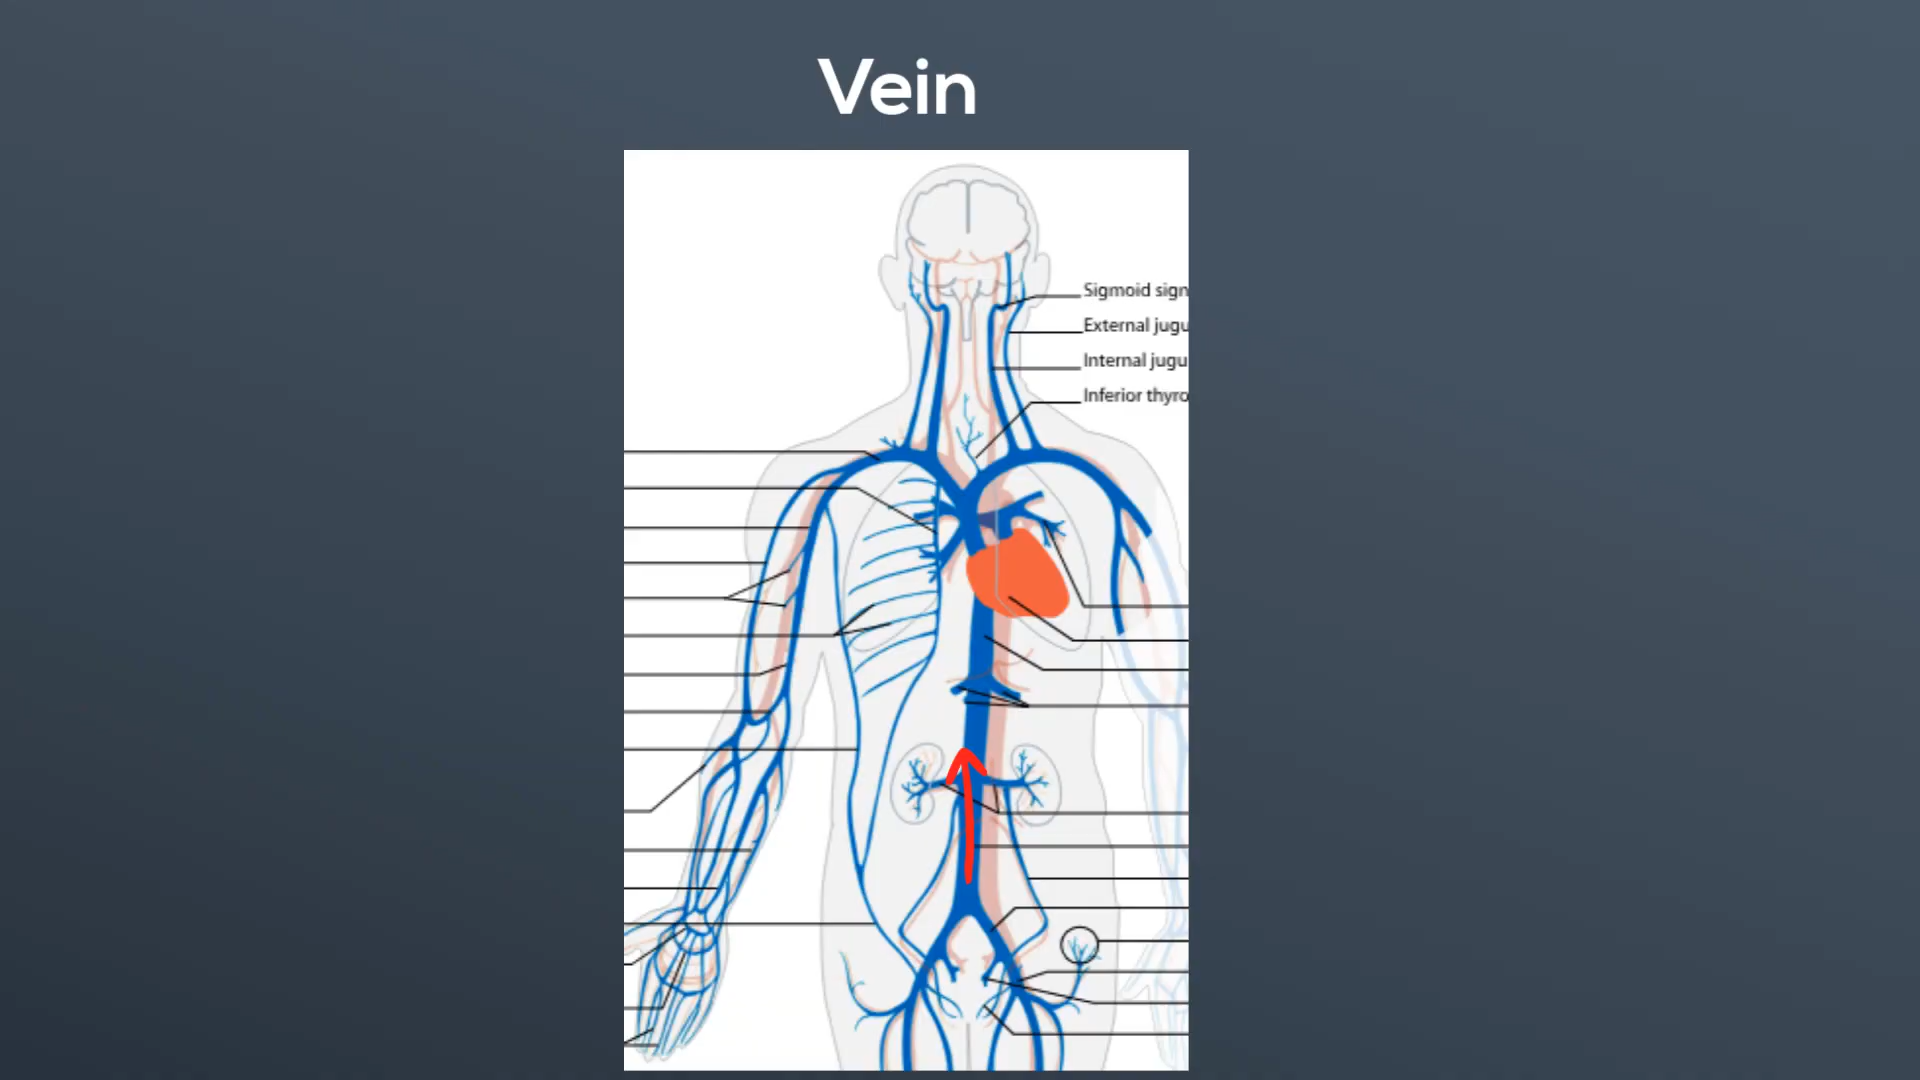 Vein
Sigmoid sign
External jugu
Internal jugu
Inferior thyro